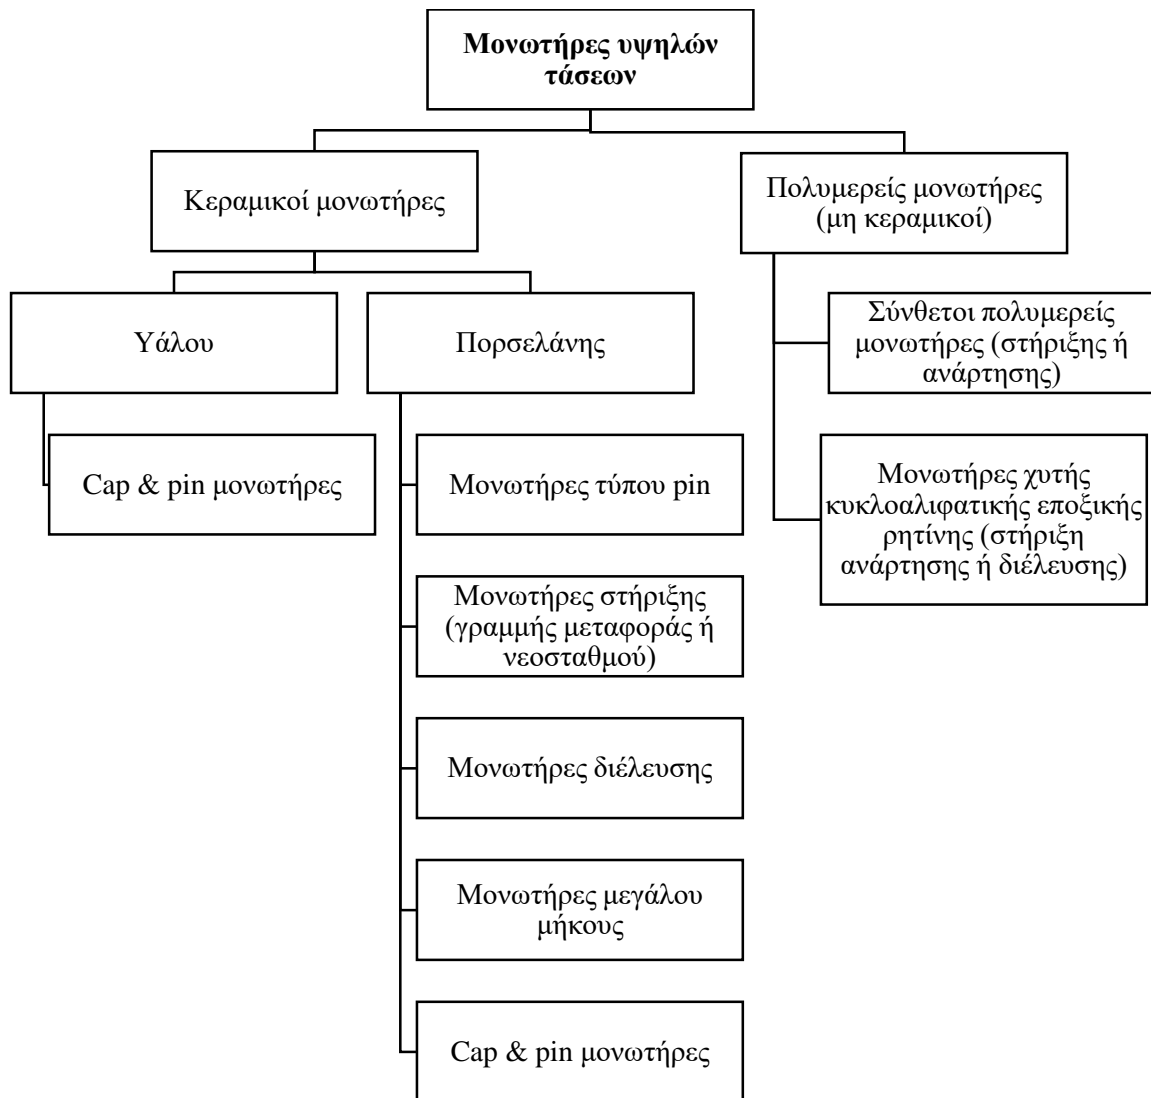 Μονωτήρες υψηλών
τάσεων
Κεραμικοί μονωτήρες
Πολυμερείς μονωτήρες
(μη κεραμικοί)
Υάλου
Πορσελάνης
Σύνθετοι πολυμερείς
μονωτήρες (στήριξης ή
ανάρτησης)
Cap & pin μονωτήρες
Μονωτήρες τύπου pin
Μονωτήρες χυτής
κυκλοαλιφατικής εποξικής
ρητίνης (στήριξη
ανάρτησης ή διέλευσης)
Μονωτήρες στήριξης
(γραμμής μεταφοράς ή
νεοσταθμού)
Μονωτήρες διέλευσης
Μονωτήρες μεγάλου
μήκους
Cap & pin μονωτήρες